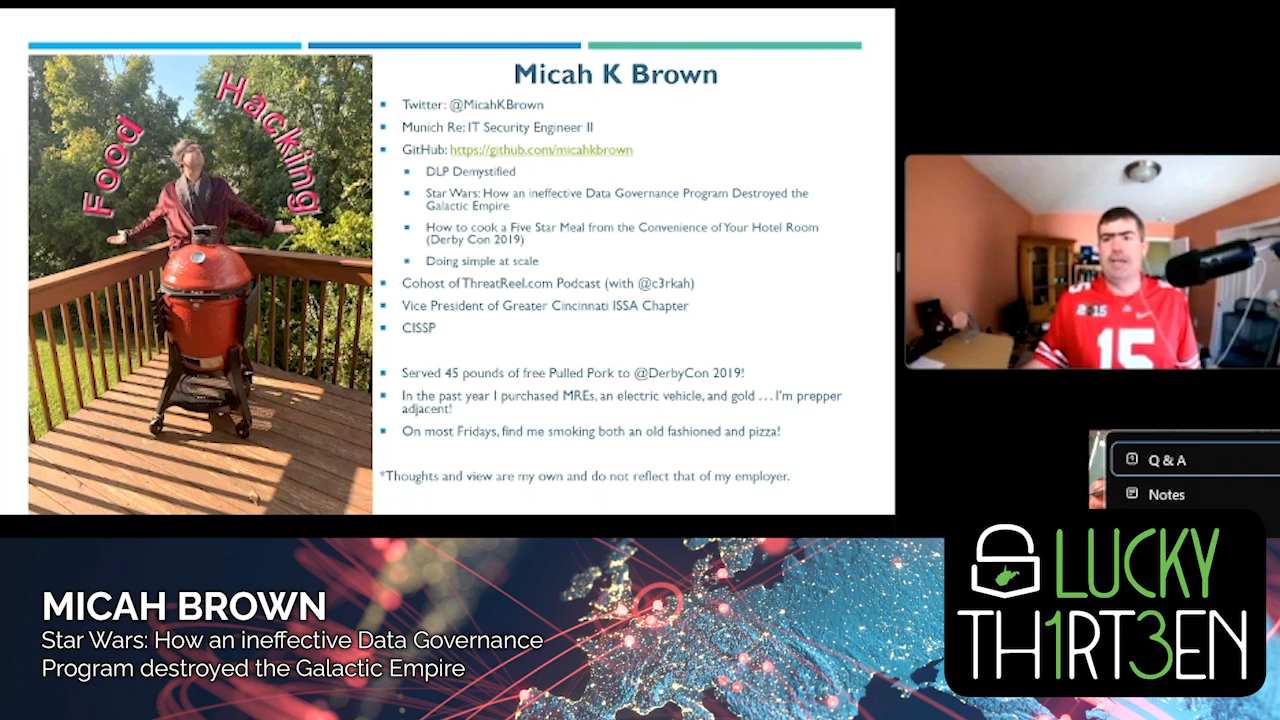 Food Hacking
Micah K Brown
Twitter: @MicahKBrown
Munich Re: IT Security Engineer II
GitHub: https://github.com/micahkbrown
DLP Demystified
Star Wars: How an ineffective Data Governance Program Destroyed the
Galactic Empire
How to cook a Five Star Meal from the Convenience of Your Hotel Room
(Derby Con 2019)
Doing simple at scale
Cohost of ThreatReel.com Podcast (with @c3rkah)
Vice President of Greater Cincinnati ISSA Chapter
CISSP
Served 45 pounds of free Pulled Pork to @DerbyCon 2019!
In the past year I purchased MREs, an electric vehicle, and gold . . . I'm prepper
adjacent!
On most Fridays, find me smoking both an old fashioned and pizza!
*Thoughts and view are my own and do not reflect that of my employer.
2015
15
Q & A
Notes
MICAH BROWN
Star Wars: How an ineffective Data Governance
Program destroyed the Galactic Empire
LUCKY
TH1RT3EN